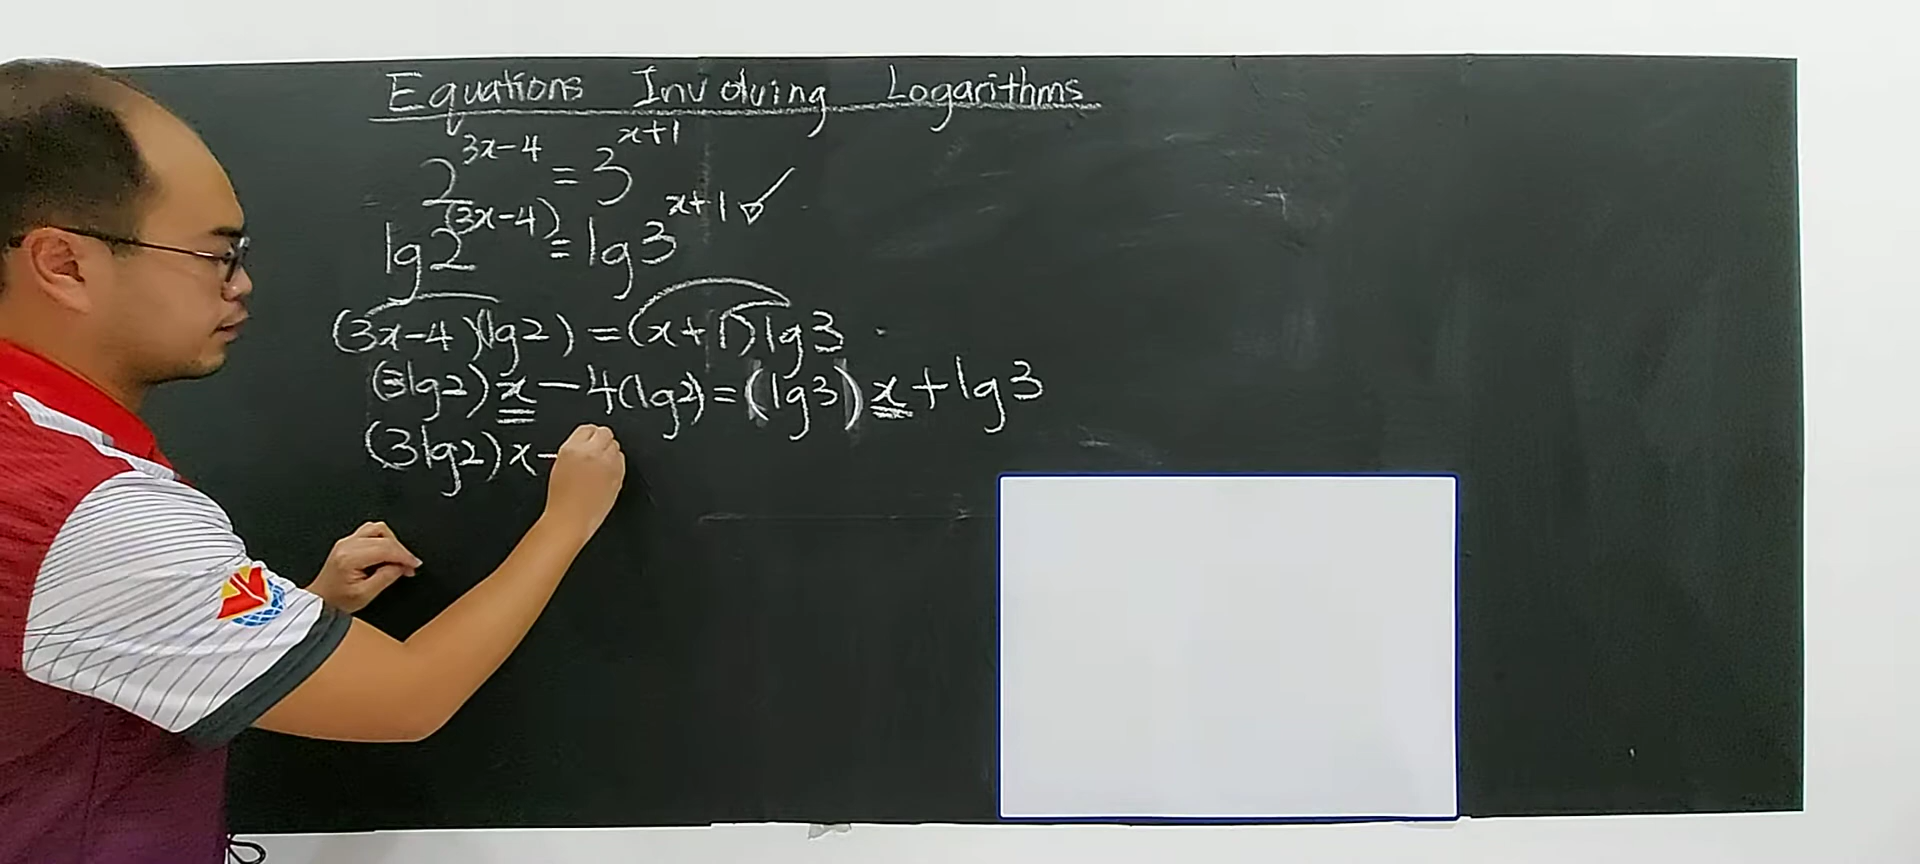 Equations Involving Logarithms
2^{3x-4} = 3^{x+1}
lg2^{(3x-4)} = lg3^{x+1} ✓
(3x-4)(lg2) = (x+1)lg3
(3lg2)x - 4(lg2) = (lg3)x + lg3
(3lg2)x -